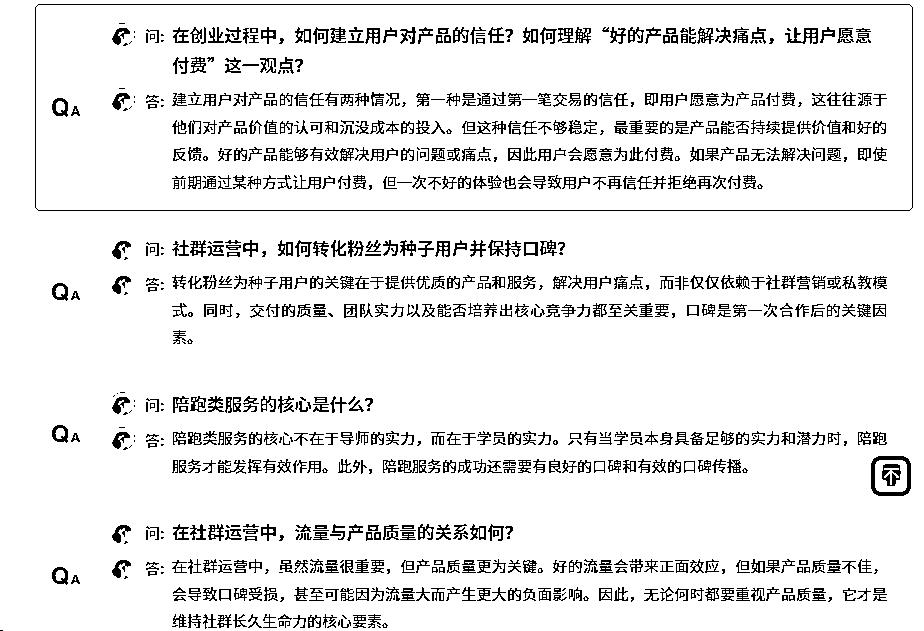 问: 在创业过程中，如何建立用户对产品的信任？如何理解“好的产品能解决痛点，让用户愿意
付费”这一观点？
QA
答: 建立用户对产品的信任有两种情况，第一种是通过第一笔交易的信任，即用户愿意为产品付费，这往往源于
他们对产品价值的认可和沉没成本的投入。但这种信任不够稳定，最重要的是产品能否持续提供价值和好的
反馈。好的产品能够有效解决用户的问题或痛点，因此用户会愿意为此付费。如果产品无法解决问题，即使
前期通过某种方式让用户付费，但一次不好的体验也会导致用户不再信任并拒绝再次付费。
问: 社群运营中，如何转化粉丝为种子用户并保持口碑？
QA
答: 转化粉丝为种子用户的关键在于提供优质的产品和服务，解决用户痛点，而非仅仅依赖于社群营销或私教模
式。同时，交付的质量、团队实力以及能否培养出核心竞争力都至关重要，口碑是第一次合作后的关键因
素。
问: 陪跑类服务的核心是什么？
QA
答: 陪跑类服务的核心不在于导师的实力，而在于学员的实力。只有当学员本身具备足够的实力和潜力时，陪跑
服务才能发挥有效作用。此外，陪跑服务的成功还需要有良好的口碑和有效的口碑传播。
问: 在社群运营中，流量与产品质量的关系如何？
QA
答: 在社群运营中，虽然流量很重要，但产品质量更为关键。好的流量会带来正面效应，但如果产品质量不佳，
会导致口碑受损，甚至可能因为流量大而产生更大的负面影响。因此，无论何时都要重视产品质量，它才是
维持社群长久生命力的核心要素。